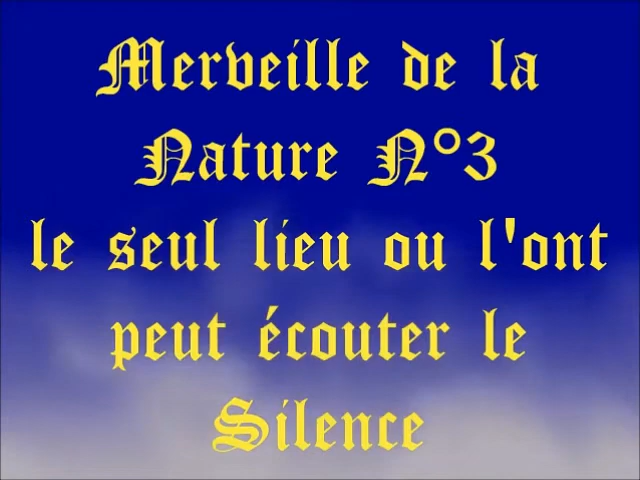 Merveille de la
Nature N°3
le seul lieu ou l'ont
peut écouter le
Silence